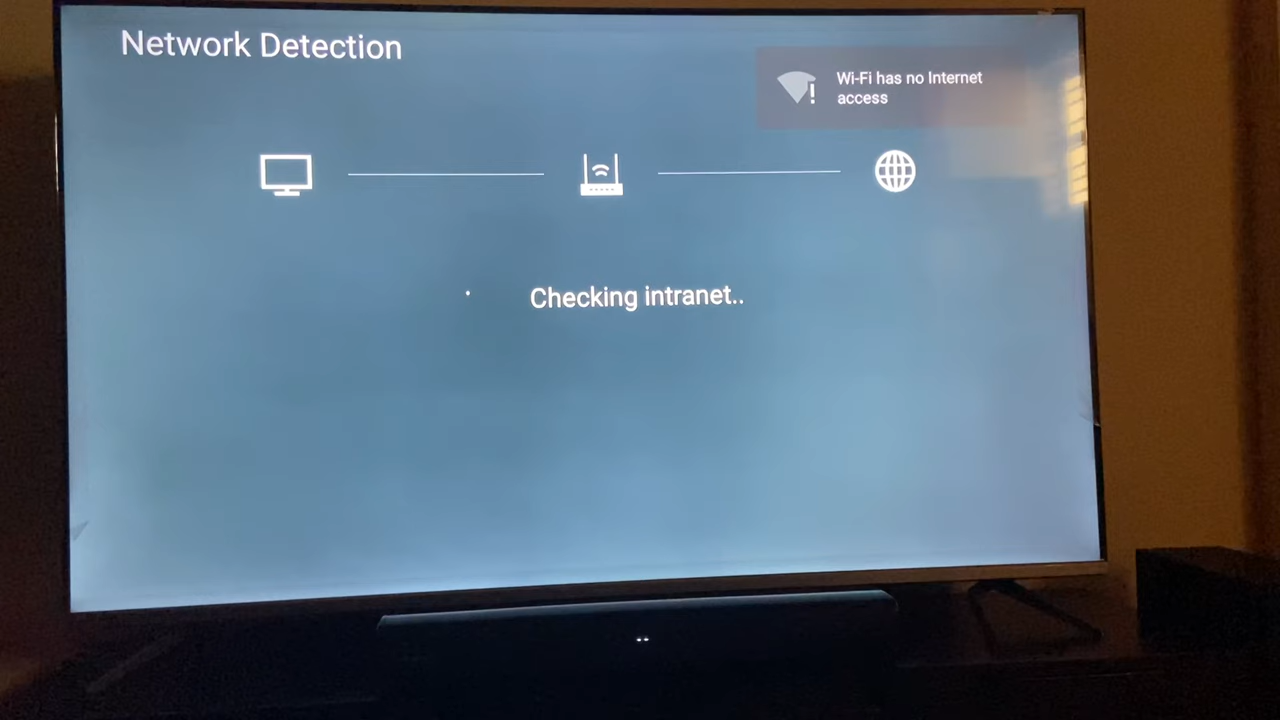 Network Detection
Wi-Fi has no Internet
access
Checking intranet..